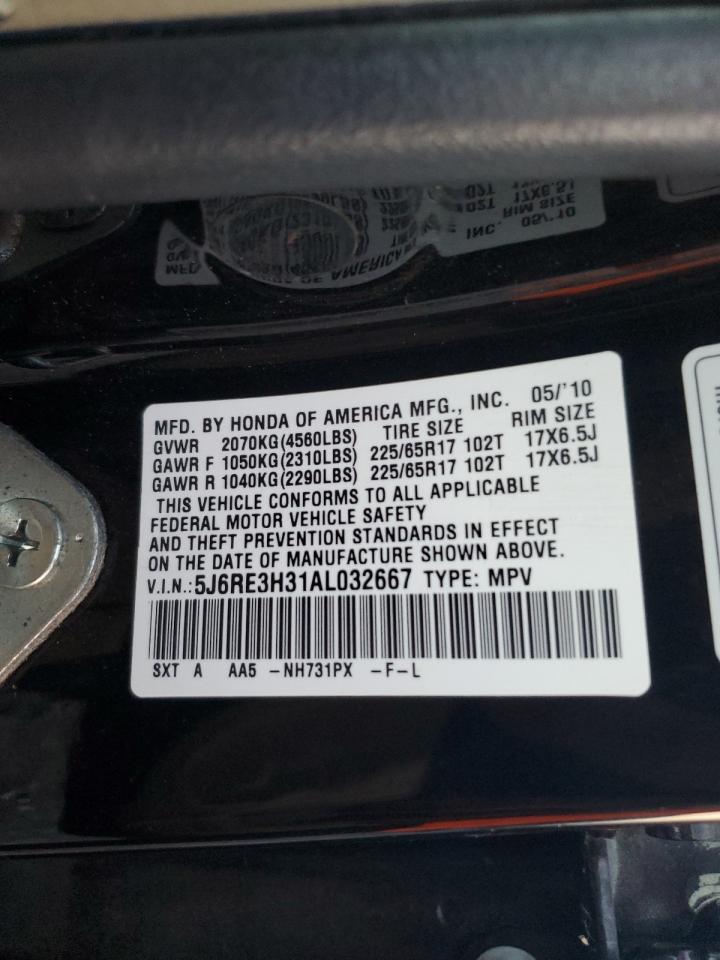 MFD. BY HONDA OF AMERICA MFG., INC. 05/'10
GVWR 2070KG(4560LBS) TIRE SIZE RIM SIZE
GAWR F 1050KG(2310LBS) 225/65R17 102T 17X6.5J
GAWR R 1040KG(2290LBS) 225/65R17 102T 17X6.5J
THIS VEHICLE CONFORMS TO ALL APPLICABLE
FEDERAL MOTOR VEHICLE SAFETY
AND THEFT PREVENTION STANDARDS IN EFFECT
ON THE DATE OF MANUFACTURE SHOWN ABOVE.
V.I.N.: 5J6RE3H31AL032667 TYPE: MPV
SXT A AA5 -NH731PX -F-L